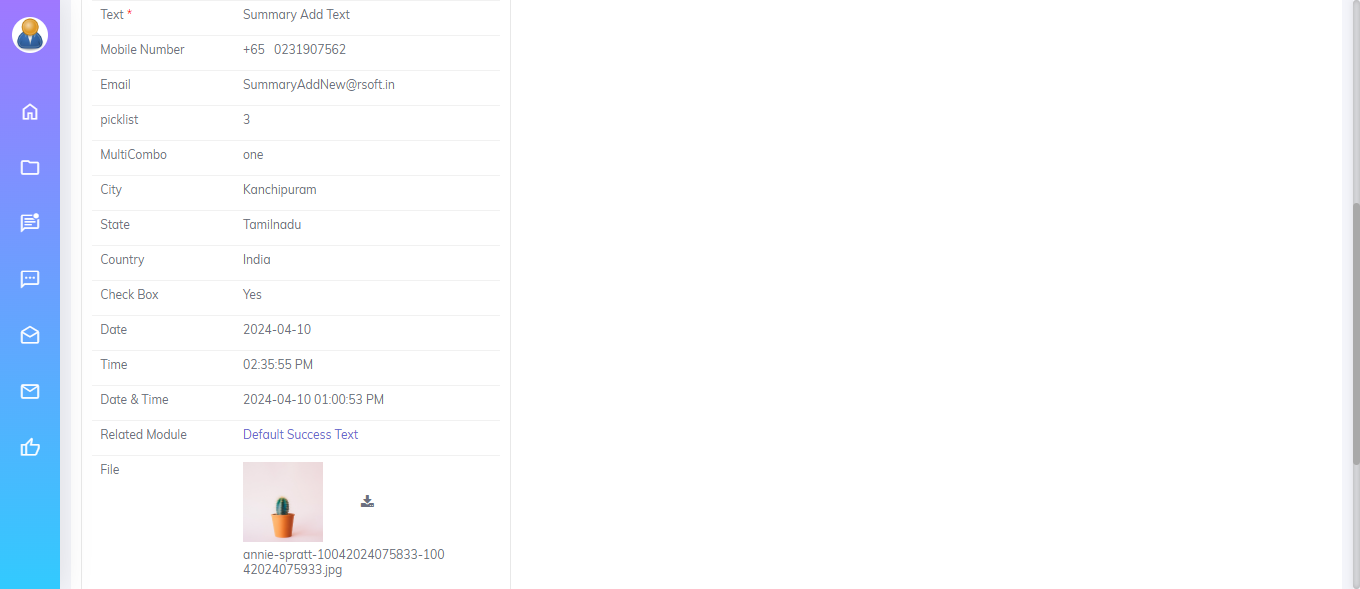 Text * Summary Add Text
Mobile Number +65 0231907562
Email SummaryAddNew@rsoft.in
picklist 3
MultiCombo one
City Kanchipuram
State Tamilnadu
Country India
Check Box Yes
Date 2024-04-10
Time 02:35:55 PM
Date & Time 2024-04-10 01:00:53 PM
Related Module Default Success Text
File
annie-spratt-10042024075833-100
42024075933.jpg